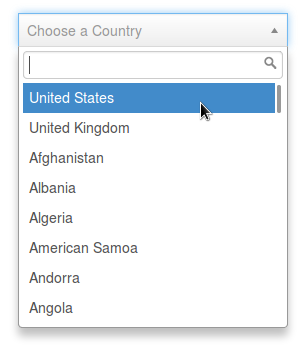 Choose a Country
United States
United Kingdom
Afghanistan
Albania
Algeria
American Samoa
Andorra
Angola